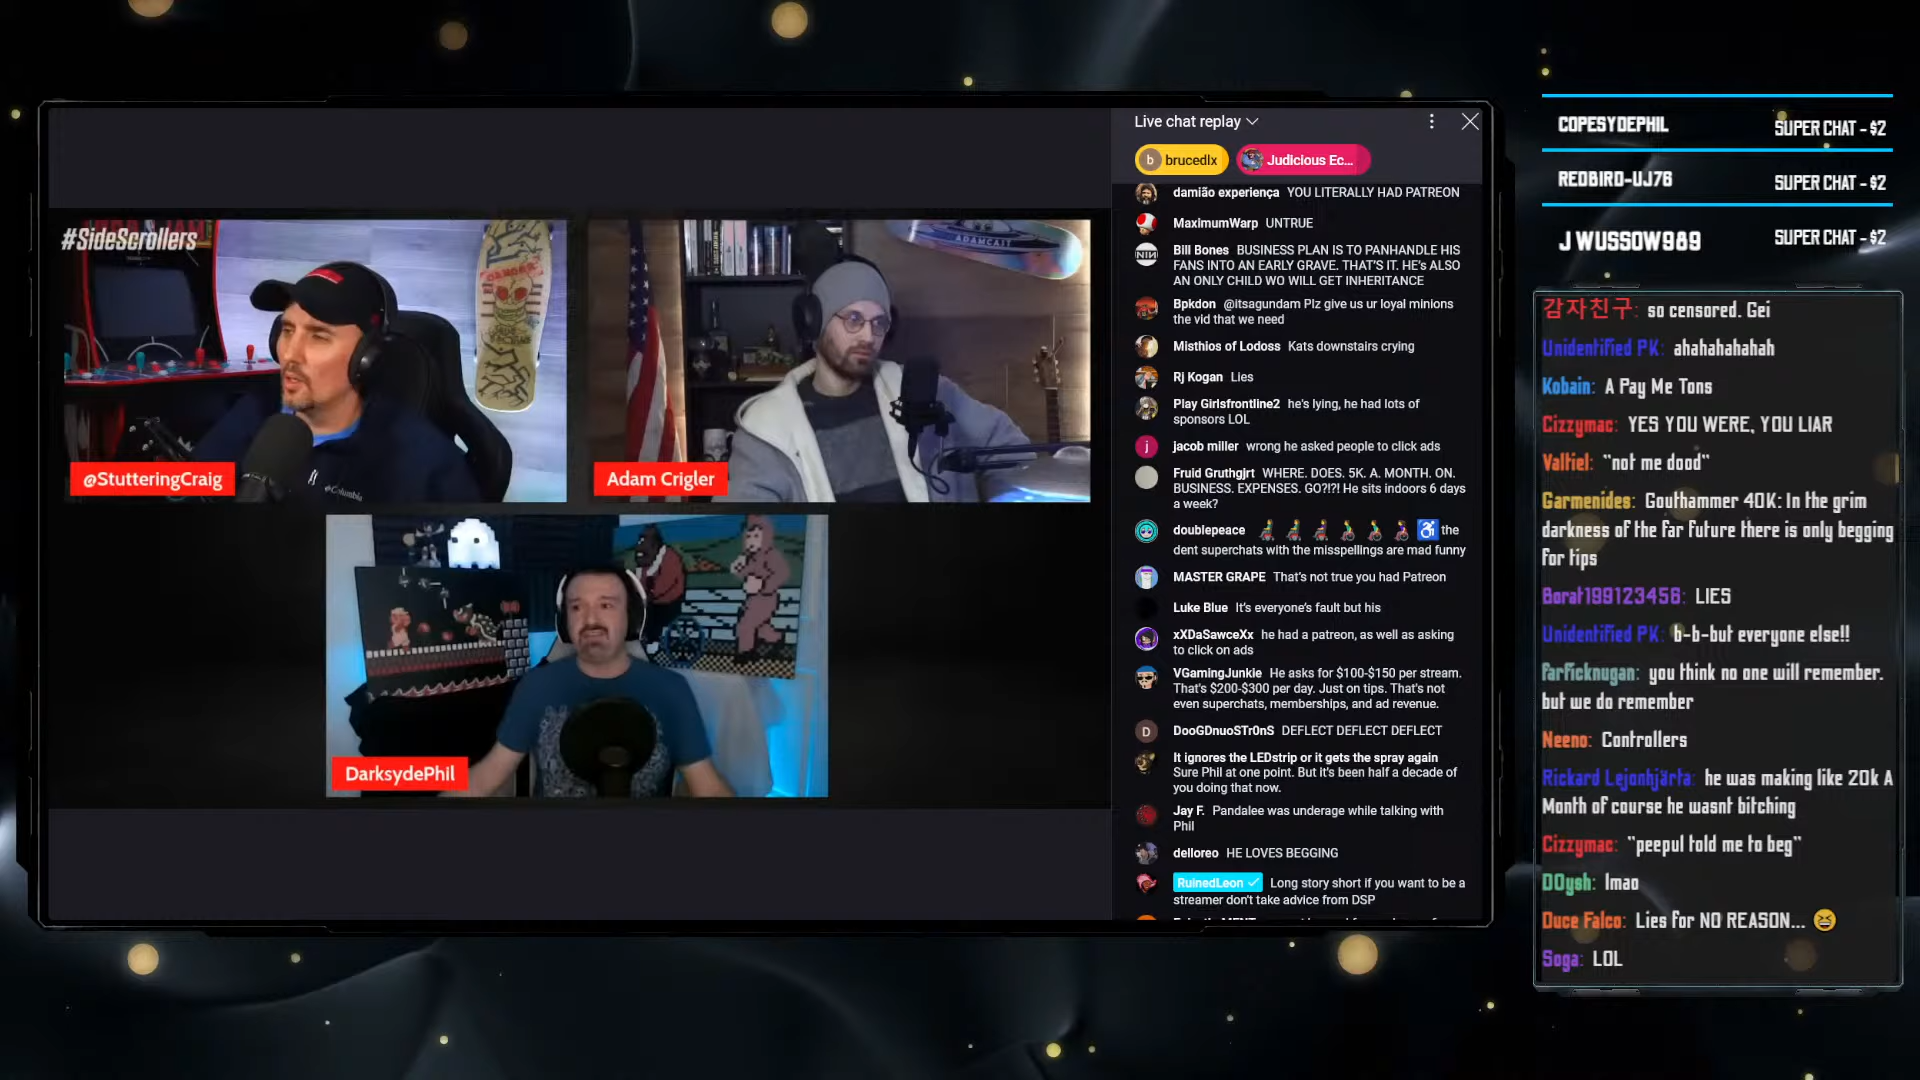 #SideScrollers
ADAMCAST
@StutteringCraig
Adam Crigler
Columbia
DarksydePhil
Live chat replay
b brucedlx
Judicious Ec...
damião experiença YOU LITERALLY HAD PATREON
MaximumWarp UNTRUE
Bill Bones BUSINESS PLAN IS TO PANHANDLE HIS
FANS INTO AN EARLY GRAVE. THAT'S IT. HE's ALSO
AN ONLY CHILD WO WILL GET INHERITANCE
Bpkdon @itsagundam Plz give us ur loyal minions
the vid that we need
Misthios of Lodoss Kats downstairs crying
Rj Kogan Lies
Play Girlsfrontline2 he's lying, he had lots of
sponsors LOL
j jacob miller wrong he asked people to click ads
Fruid Gruthgjrt WHERE. DOES. 5K. A. MONTH. ON.
BUSINESS. EXPENSES. GO?!?! He sits indoors 6 days
a week?
doublepeace 👩‍🦽👩‍🦽👩‍🦽👨‍🦽👨‍🦽👩‍🦽♿ the
dent superchats with the misspellings are mad funny
MASTER GRAPE That's not true you had Patreon
Luke Blue It's everyone's fault but his
xXDaSawceXx he had a patreon, as well as asking
to click on ads
VGamingJunkie He asks for $100-$150 per stream.
That's $200-$300 per day. Just on tips. That's not
even superchats, memberships, and ad revenue.
D DooGDnuoSTr0nS DEFLECT DEFLECT DEFLECT
It ignores the LEDstrip or it gets the spray again
Sure Phil at one point. But it's been half a decade of
you doing that now.
Jay F. Pandalee was underage while talking with
Phil
delloreo HE LOVES BEGGING
RuinedLeon Long story short if you want to be a
streamer don't take advice from DSP
COPESYDEPHIL SUPER CHAT - $2
REDBIRD-UJ76 SUPER CHAT - $2
J WUSSOW989 SUPER CHAT - $2
감자친구: so censored. Gei
Unidentified PK: ahahahahahah
Kobain: A Pay Me Tons
Cizzymac: YES YOU WERE, YOU LIAR
Valtiel: "not me dood"
Garmenides: Gouthammer 40K: In the grim
darkness of the far future there is only begging
for tips
Borat199123456: LIES
Unidentified PK: b-b-but everyone else!!
farficknugan: you think no one will remember.
but we do remember
Neeno: Controllers
Rickard Lejonhjärta: he was making like 20k A
Month of course he wasnt bitching
Cizzymac: "peepul told me to beg"
D0ysh: lmao
Duce Falco: Lies for NO REASON... 😆
Soga: LOL